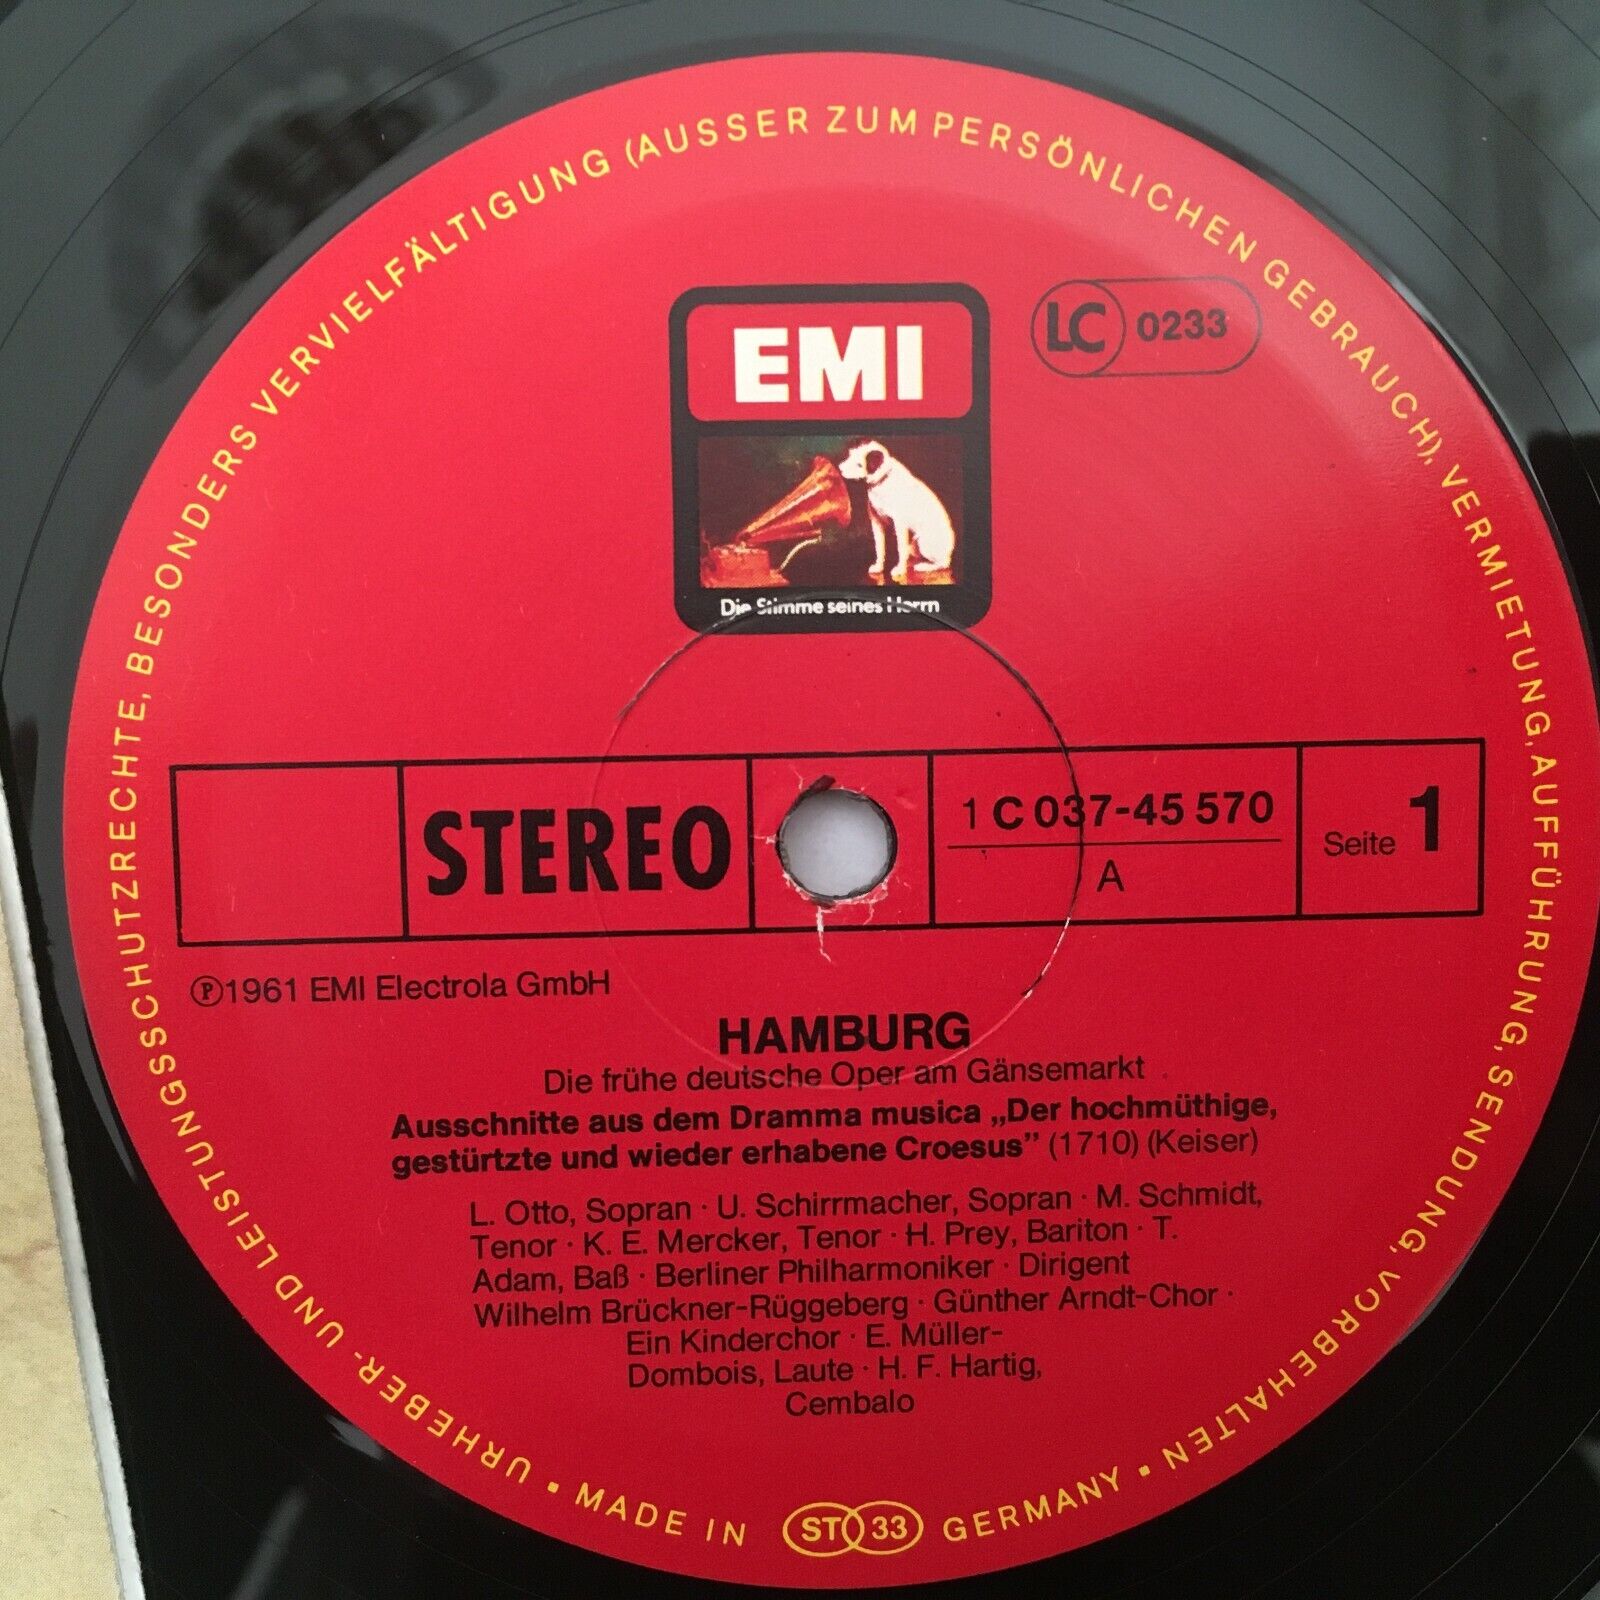 URHEBER- UND LEISTUNGSSCHUTZRECHTE, BESONDERS VERVIELFÄLTIGUNG (AUSSER ZUM PERSÖNLICHEN GEBRAUCH), VERMIETUNG, AUFFÜHRUNG, SENDUNG, VORBEHALTEN
EMI
LC 0233
Die Stimme seines Herrn
STEREO
1 C 037-45 570
A
Seite 1
℗1961 EMI Electrola GmbH
HAMBURG
Die frühe deutsche Oper am Gänsemarkt
Ausschnitte aus dem Dramma musica „Der hochmüthige,
gestürtzte und wieder erhabene Croesus” (1710) (Keiser)
L. Otto, Sopran · U. Schirrmacher, Sopran · M. Schmidt,
Tenor · K. E. Mercker, Tenor · H. Prey, Bariton · T.
Adam, Baß · Berliner Philharmoniker · Dirigent
Wilhelm Brückner-Rüggeberg · Günther Arndt-Chor ·
Ein Kinderchor · E. Müller-
Dombois, Laute · H. F. Hartig,
Cembalo
• MADE IN ST 33 GERMANY •